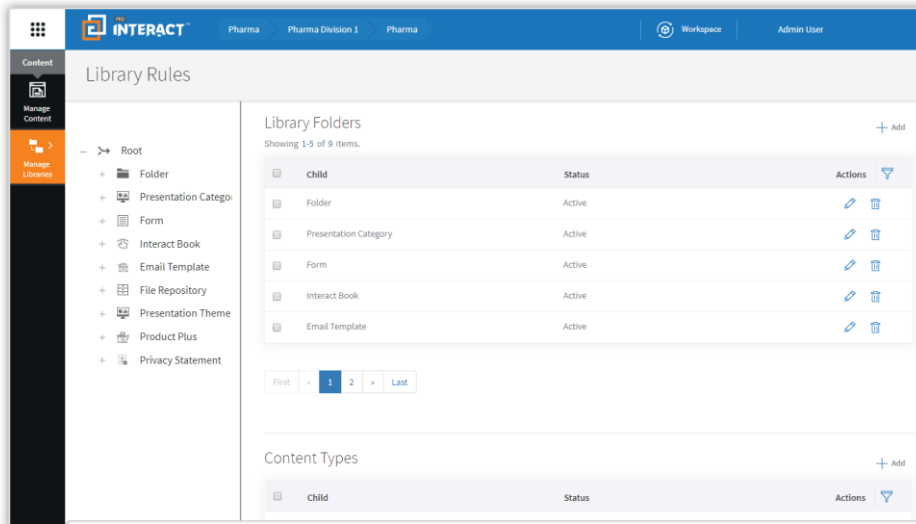 PRO
INTERACT™
Pharma
Pharma Division 1
Pharma
Workspace
Admin User
Content
Manage
Content
Manage
Libraries
Library Rules
Root
Folder
Presentation Catego
Form
Interact Book
Email Template
File Repository
Presentation Theme
Product Plus
Privacy Statement
Library Folders
+ Add
Showing 1-5 of 9 items.
Child Status Actions
Folder Active
Presentation Category Active
Form Active
Interact Book Active
Email Template Active
First « 1 2 » Last
Content Types
+ Add
Child Status Actions